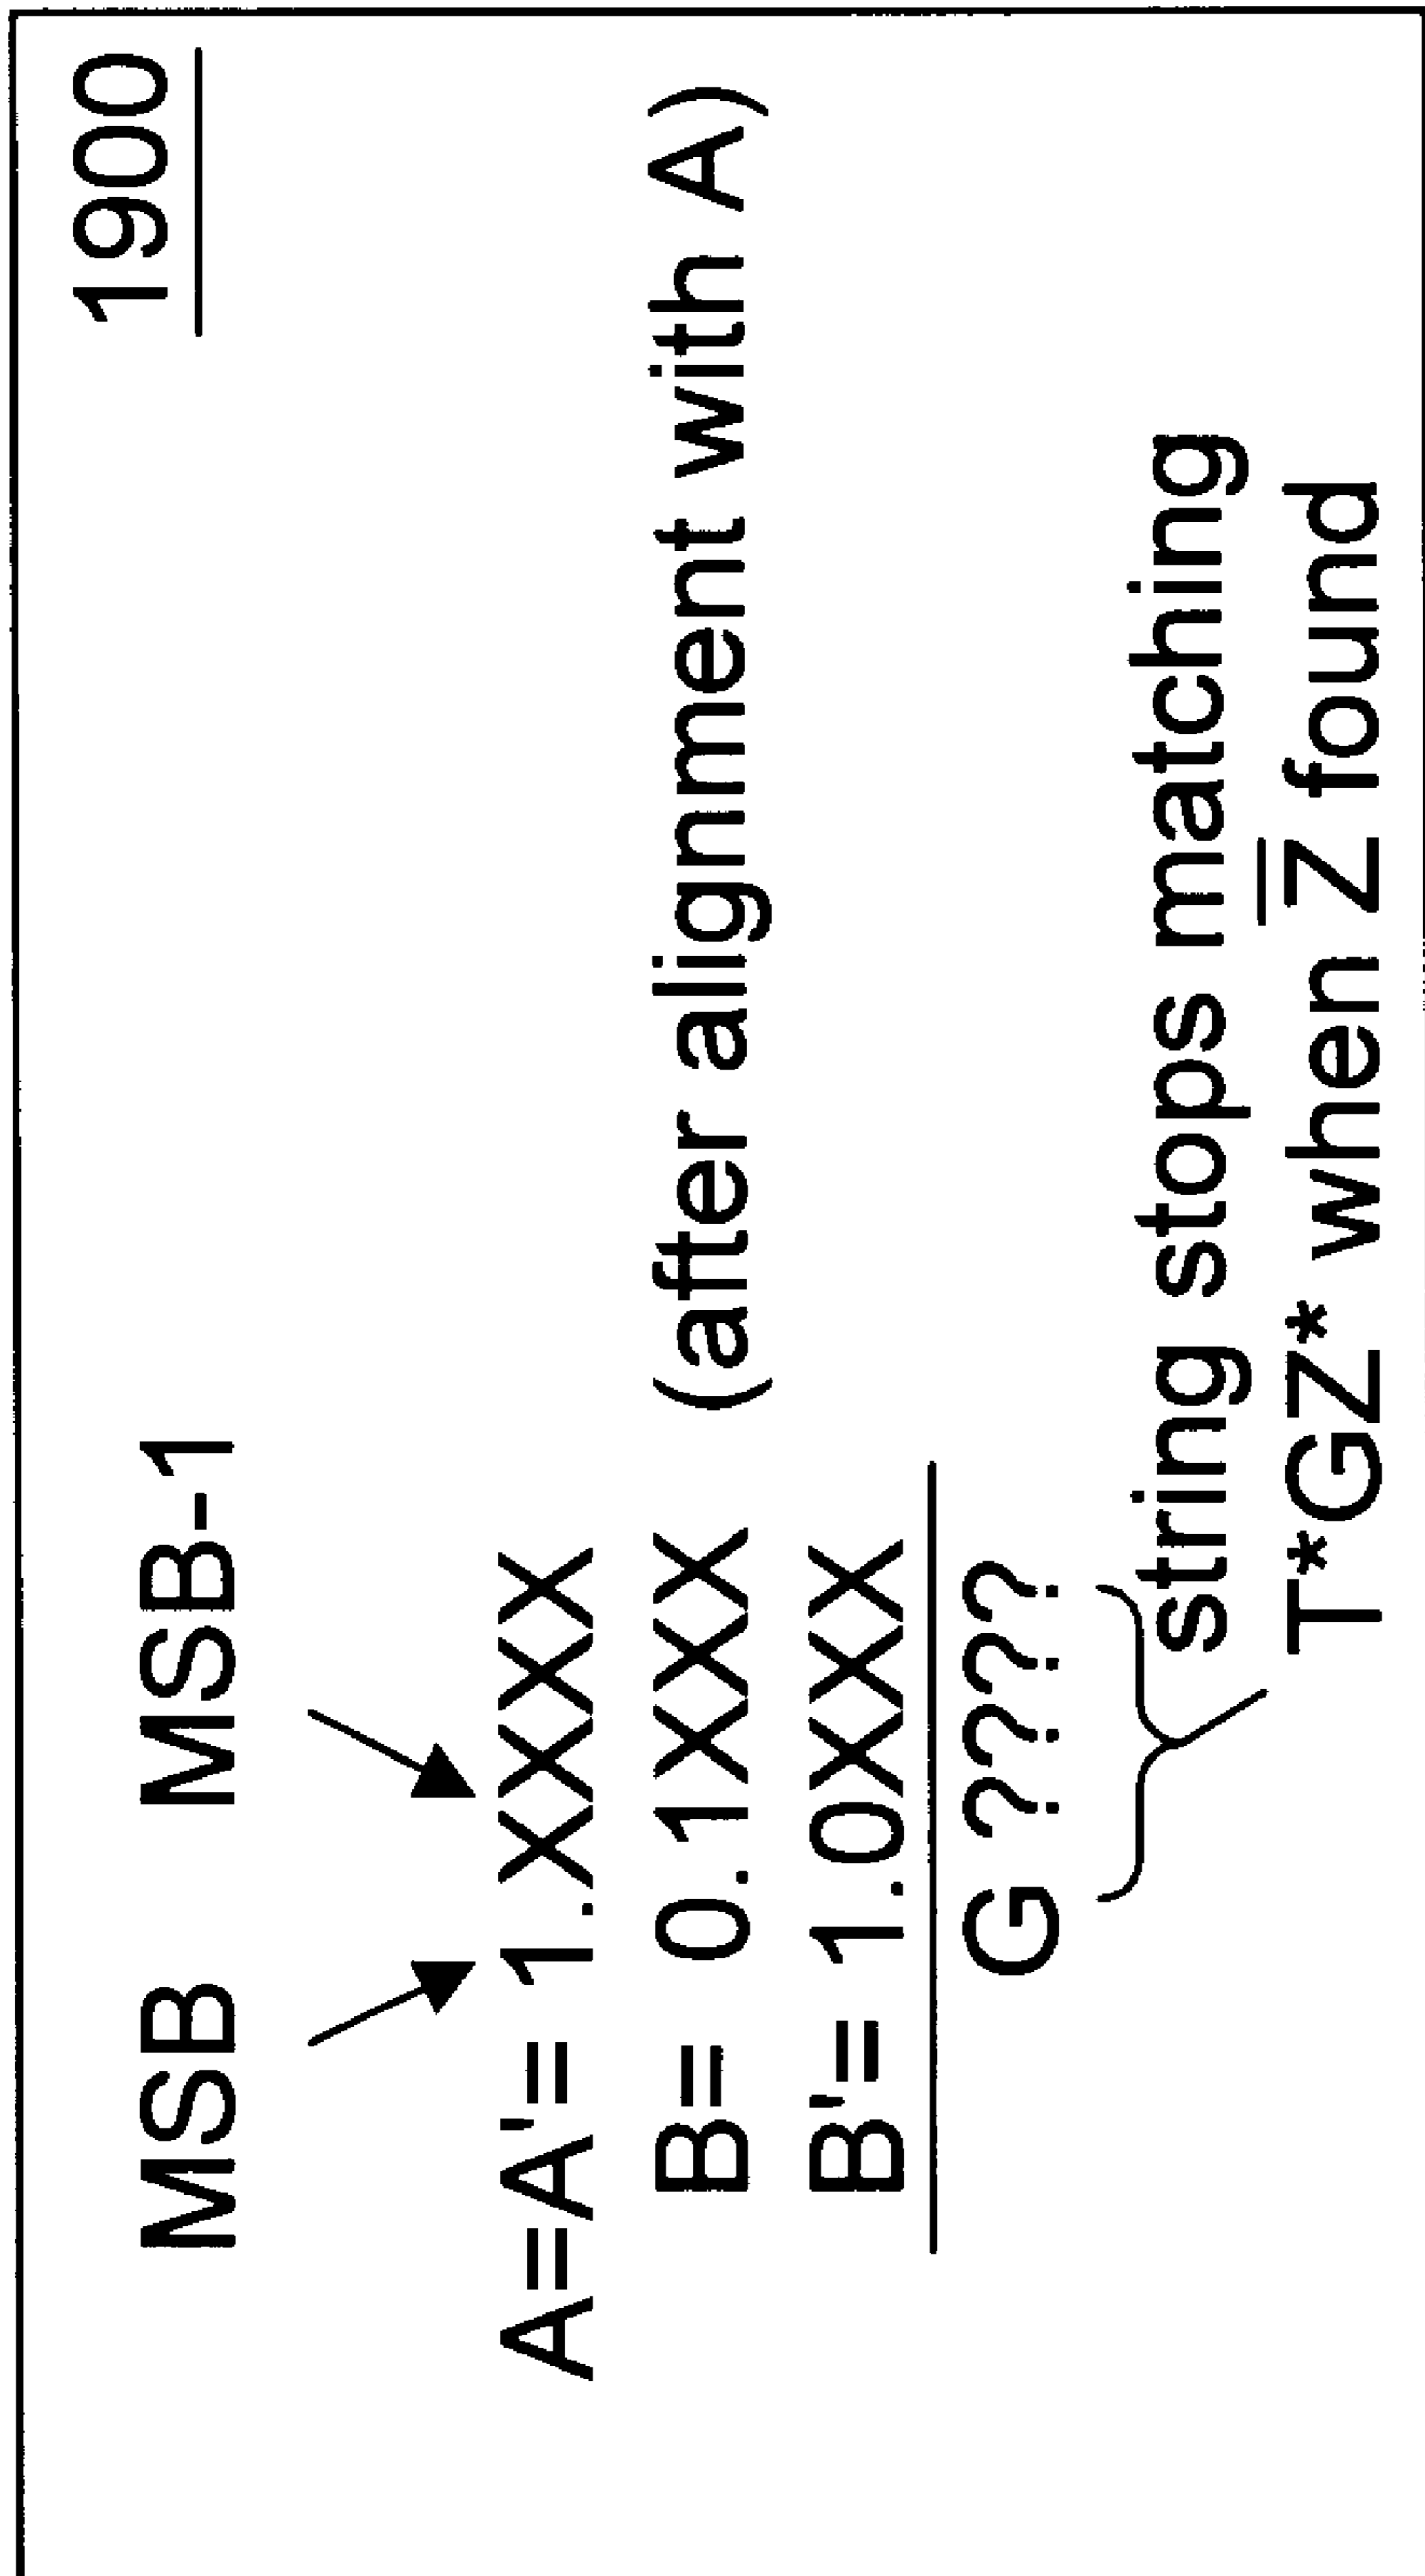 1900
MSB MSB-1
A=A'= 1.XXXX
B= 0.1XXX (after alignment with A)
B'= 1.0XXX
G ????
string stops matching
T*GZ* when Z̅ found